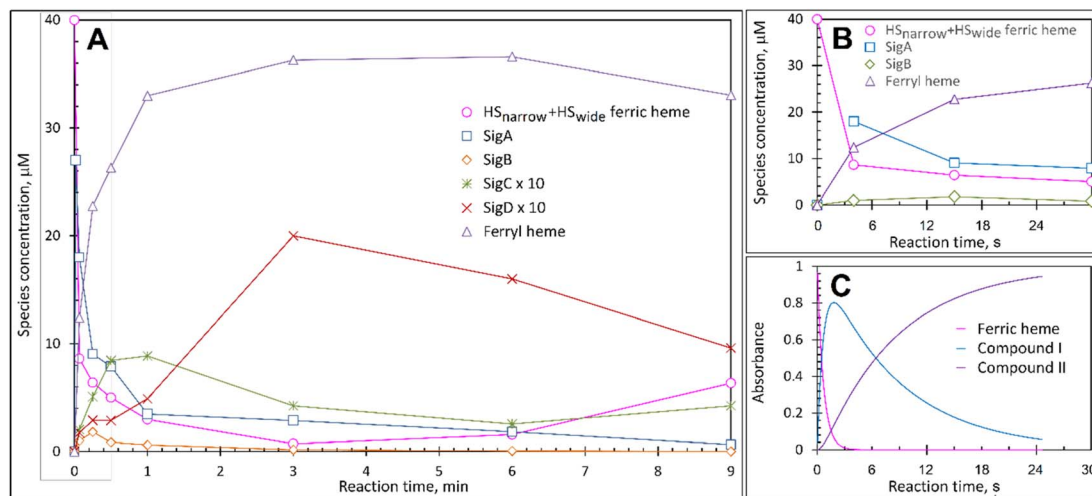 A
40
30
20
10
0
Species concentration, µM
HSnarrow+HSwide ferric heme
SigA
SigB
SigC x 10
SigD x 10
Ferryl heme
0 1 2 3 4 5 6 7 8 9
Reaction time, min
B
40
30
20
10
0
Species concentration, µM
HSnarrow+HSwide ferric heme
SigA
SigB
Ferryl heme
0 6 12 18 24 30
Reaction time, s
C
1
0.8
0.6
0.4
0.2
0
Absorbance
Ferric heme
Compound I
Compound II
0 6 12 18 24 30
Reaction time, s